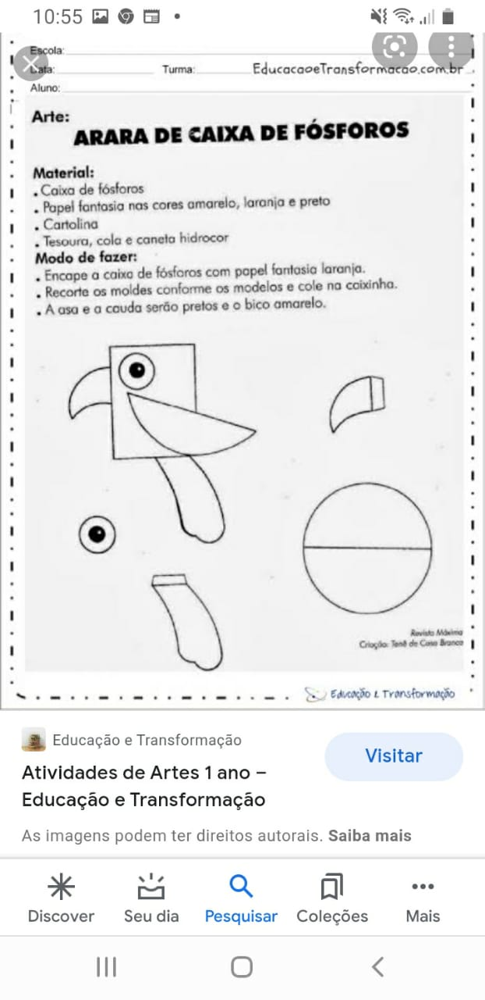 10:55
Escola:
Data: Turma: EducacaoeTransformacao.com.br
Aluno:
Arte:
ARARA DE CAIXA DE FÓSFOROS
Material:
• Caixa de fósforos
• Papel fantasia nas cores amarelo, laranja e preto
• Cartolina
• Tesoura, cola e caneta hidrocor
Modo de fazer:
• Encape a caixa de fósforos com papel fantasia laranja.
• Recorte os moldes conforme os modelos e cole na caixinha.
• A asa e a cauda serão pretos e o bico amarelo.
Revista Máxima
Criação: Tenê de Casa Branca
Educação e Transformação
Educação e Transformação
Visitar
Atividades de Artes 1 ano –
Educação e Transformação
As imagens podem ter direitos autorais. Saiba mais
Discover Seu dia Pesquisar Coleções Mais